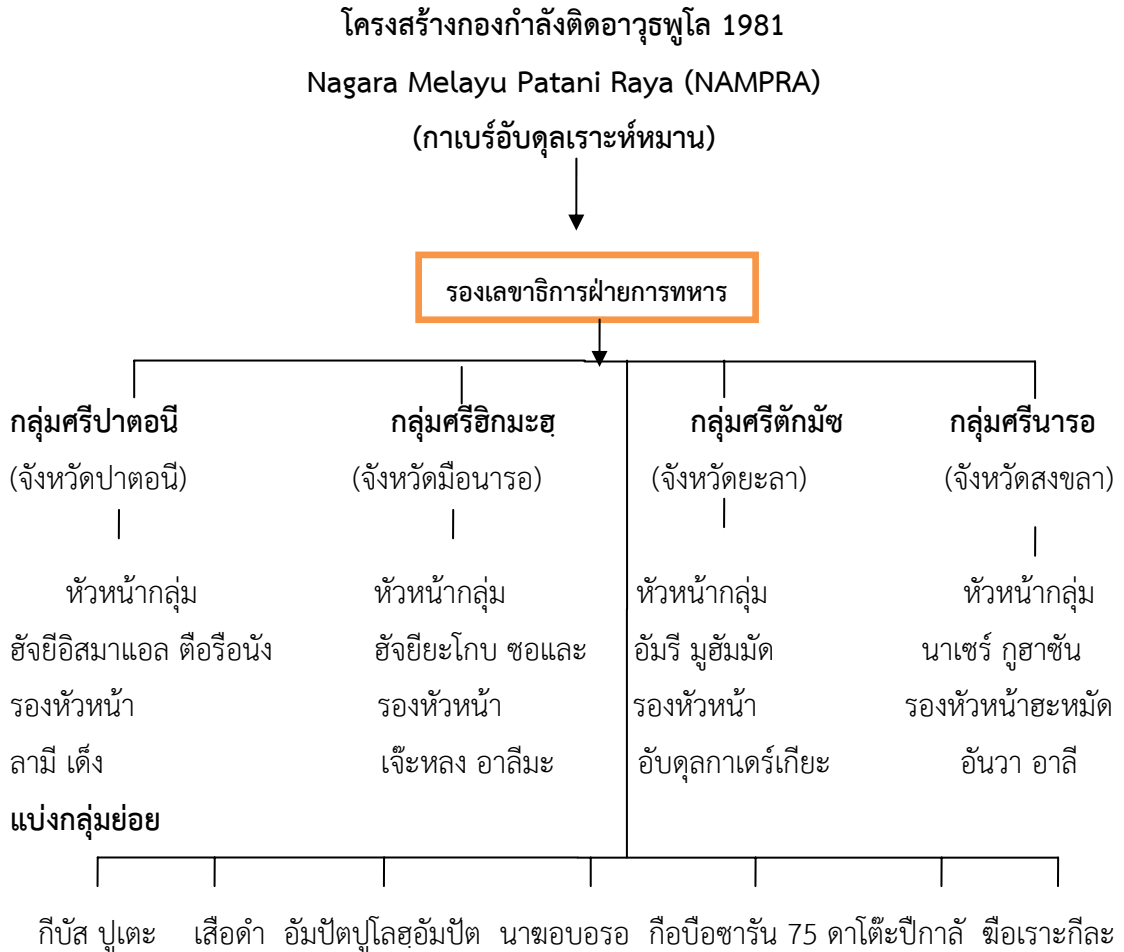 โครงสร้างกองกำลังติดอาวุธพูโล 1981
Nagara Melayu Patani Raya (NAMPRA)
(กาเบร์อับดุลเราะห์หมาน)
รองเลขาธิการฝ่ายการทหาร
กลุ่มศรีปาตอนี กลุ่มศรีฮิกมะฮฺ กลุ่มศรีตักมัซ กลุ่มศรีนารอ
(จังหวัดปาตอนี) (จังหวัดมือนารอ) (จังหวัดยะลา) (จังหวัดสงขลา)
หัวหน้ากลุ่ม หัวหน้ากลุ่ม หัวหน้ากลุ่ม หัวหน้ากลุ่ม
ฮัจยีอิสมาแอล ตือรือนัง ฮัจยียะโกบ ซอและ อัมรี มูฮัมมัด นาเซร์ กูฮาซัน
รองหัวหน้า รองหัวหน้า รองหัวหน้า รองหัวหน้าฮะหมัด
ลามี เด็ง เจ๊ะหลง อาลีมะ อับดุลกาเดร์เกียะ อันวา อาลี
แบ่งกลุ่มย่อย
กีบัส ปูเตะ เสือดำ อัมปัตปูโลฮฺอัมปัต นาฆอบอรอ กือบือซารัน 75 ดาโต๊ะปืกาลั ฆือเราะกีละ